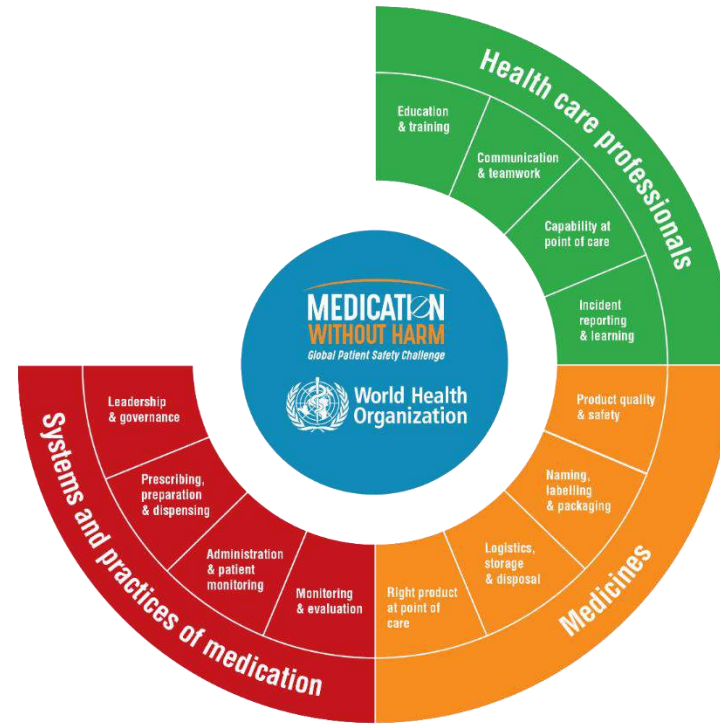 Health care professionals
Education
& training
Communication
& teamwork
Capability at
point of care
Incident
reporting
& learning
MEDICATION
WITHOUT HARM
Global Patient Safety Challenge
World Health
Organization
Medicines
Product quality
& safety
Naming,
labelling
& packaging
Logistics,
storage
& disposal
Right product
at point of
care
Systems and practices of medication
Leadership
& governance
Prescribing,
preparation
& dispensing
Administration
& patient
monitoring
Monitoring
& evaluation